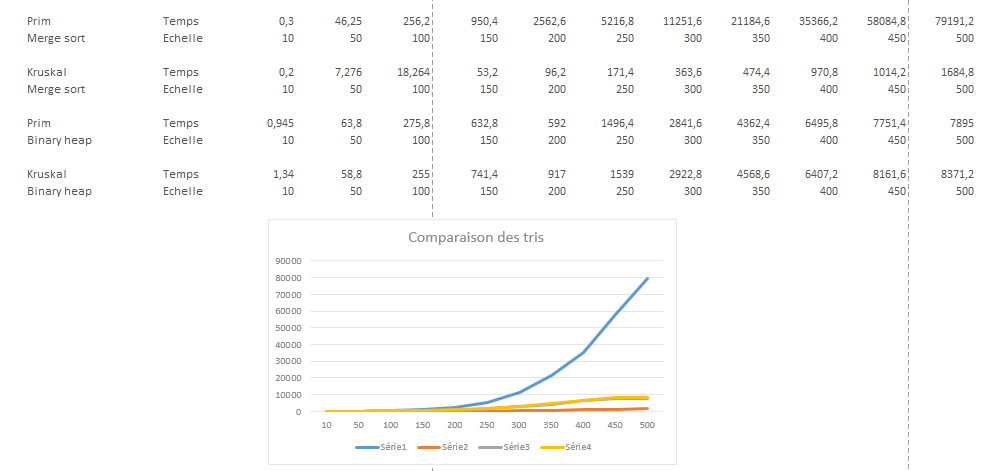 Prim Temps 0,3 46,25 256,2 950,4 2562,6 5216,8 11251,6 21184,6 35366,2 58084,8 79191,2
Merge sort Echelle 10 50 100 150 200 250 300 350 400 450 500
Kruskal Temps 0,2 7,276 18,264 53,2 96,2 171,4 363,6 474,4 970,8 1014,2 1684,8
Merge sort Echelle 10 50 100 150 200 250 300 350 400 450 500
Prim Temps 0,945 63,8 275,8 632,8 592 1496,4 2841,6 4362,4 6495,8 7751,4 7895
Binary heap Echelle 10 50 100 150 200 250 300 350 400 450 500
Kruskal Temps 1,34 58,8 255 741,4 917 1539 2922,8 4568,6 6407,2 8161,6 8371,2
Binary heap Echelle 10 50 100 150 200 250 300 350 400 450 500
Comparaison des tris
90000
80000
70000
60000
50000
40000
30000
20000
10000
0
10 50 100 150 200 250 300 350 400 450 500
Série1 Série2 Série3 Série4